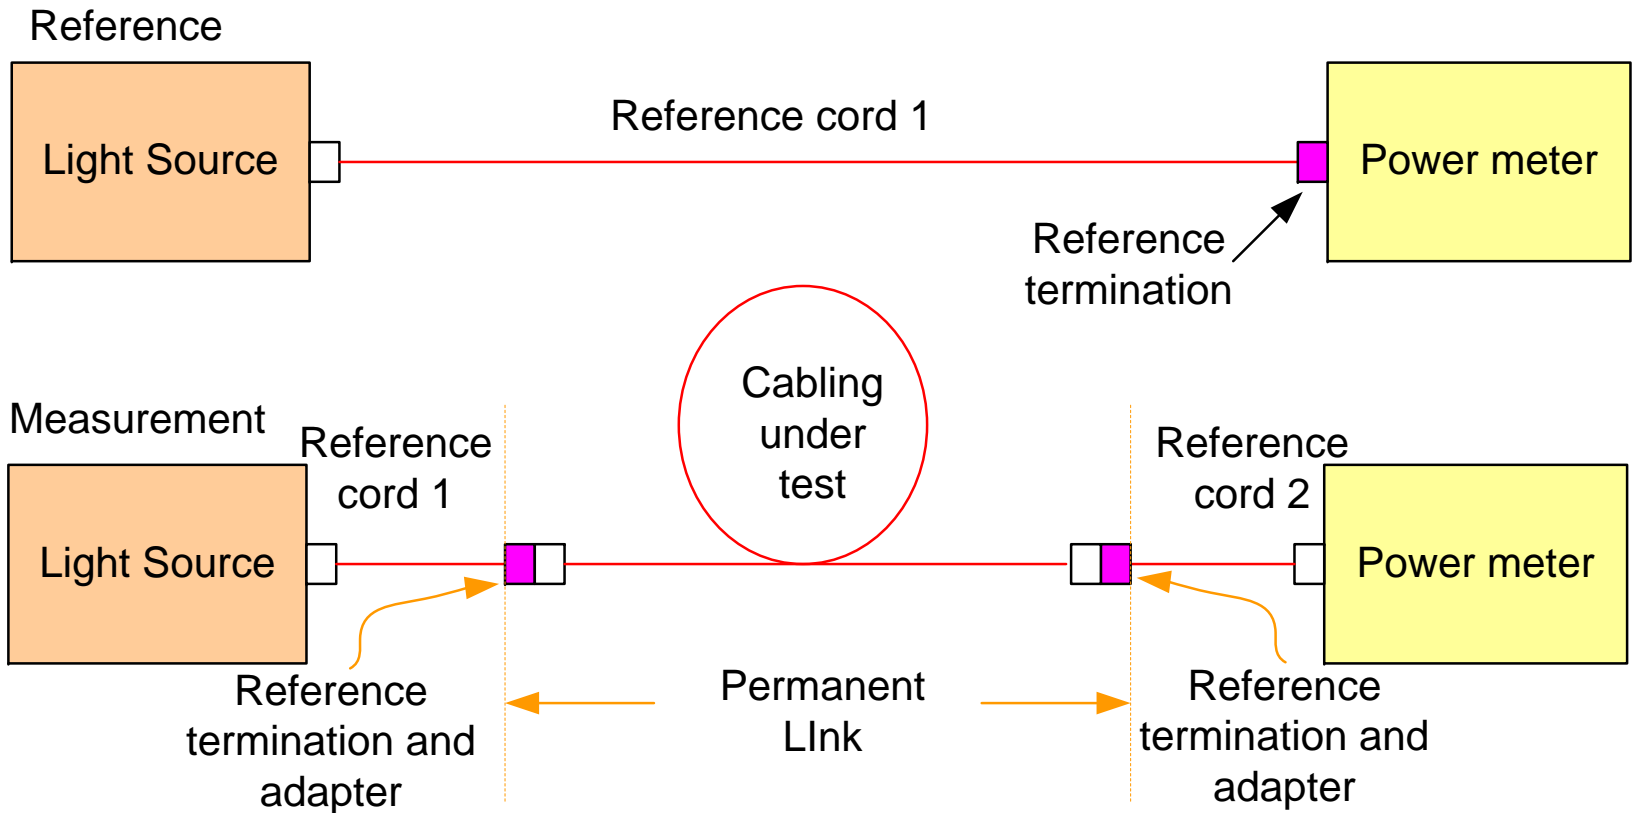 Reference
Light Source
Reference cord 1
Power meter
Reference
termination
Measurement
Light Source
Reference
cord 1
Cabling
under
test
Reference
cord 2
Power meter
Reference
termination and
adapter
Permanent
LInk
Reference
termination and
adapter